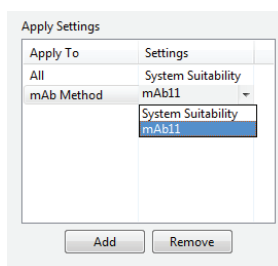 Apply Settings
Apply To Settings
All System Suitability
mAb Method mAb11
System Suitability
mAb11
Add Remove